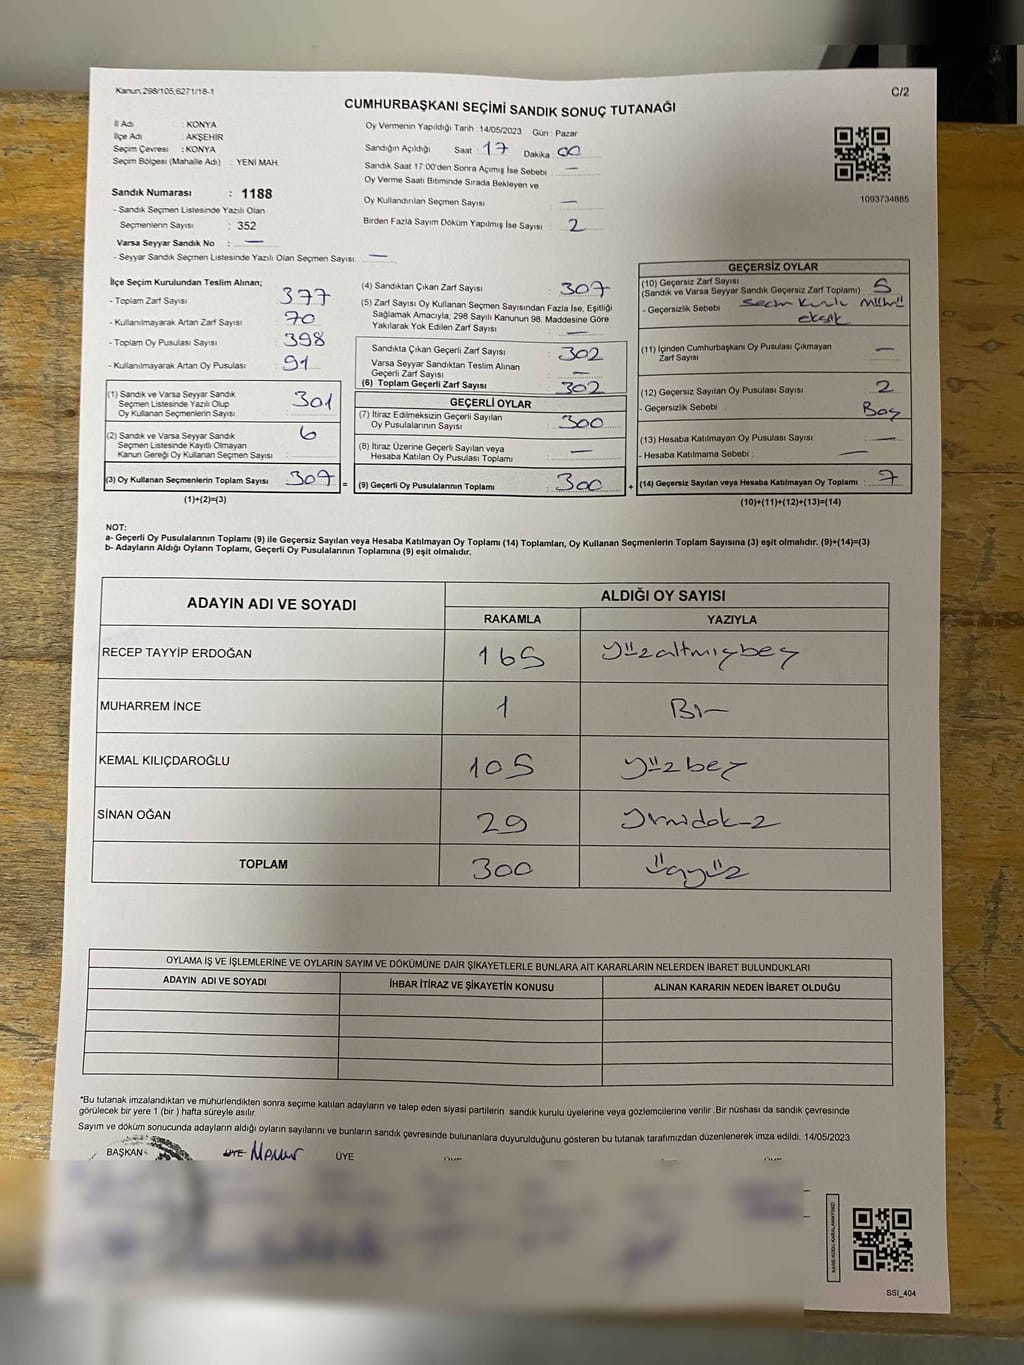 Kanun,298/105,6271/18-1
C/2
CUMHURBAŞKANI SEÇİMİ SANDIK SONUÇ TUTANAĞI
İl Adı : KONYA
İlçe Adı : AKŞEHİR
Seçim Çevresi : KONYA
Seçim Bölgesi (Mahalle Adı) : YENİ MAH.
Sandık Numarası : 1188
- Sandık Seçmen Listesinde Yazılı Olan
Seçmenlerin Sayısı : 352
Varsa Seyyar Sandık No : —
- Seyyar Sandık Seçmen Listesinde Yazılı Olan Seçmen Sayısı: —
Oy Vermenin Yapıldığı Tarih : 14/05/2023 Gün : Pazar
Sandığın Açıldığı Saat : 17 Dakika : 00
Sandık Saat 17:00'den Sonra Açımış İse Sebebi : —
Oy Verme Saati Bitiminde Sırada Bekleyen ve
Oy Kullandırılan Seçmen Sayısı : —
Birden Fazla Sayım Döküm Yapılmış İse Sayısı : 2
1093734885
İlçe Seçim Kurulundan Teslim Alınan;
- Toplam Zarf Sayısı : 377
- Kullanılmayarak Artan Zarf Sayısı : 70
- Toplam Oy Pusulası Sayısı : 398
- Kullanılmayarak Artan Oy Pusulası : 91
(1) Sandık ve Varsa Seyyar Sandık
Seçmen Listesinde Yazılı Olup
Oy Kullanan Seçmenlerin Sayısı : 301
(2) Sandık ve Varsa Seyyar Sandık
Seçmen Listesinde Kayıtlı Olmayan
Kanun Gereği Oy Kullanan Seçmen Sayısı : 6
(3) Oy Kullanan Seçmenlerin Toplam Sayısı : 307
(1)+(2)=(3)
(4) Sandıktan Çıkan Zarf Sayısı : 307
(5) Zarf Sayısı Oy Kullanan Seçmen Sayısından Fazla İse, Eşitliği
Sağlamak Amacıyla; 298 Sayılı Kanunun 98. Maddesine Göre
Yakılarak Yok Edilen Zarf Sayısı : —
Sandıkta Çıkan Geçerli Zarf Sayısı : 302
Varsa Seyyar Sandıktan Teslim Alınan
Geçerli Zarf Sayısı : —
(6) Toplam Geçerli Zarf Sayısı : 302
GEÇERLİ OYLAR
(7) İtiraz Edilmeksizin Geçerli Sayılan
Oy Pusulalarının Sayısı : 300
(8) İtiraz Üzerine Geçerli Sayılan veya
Hesaba Katılan Oy Pusulası Toplamı : —
= (9) Geçerli Oy Pusulalarının Toplamı : 300
GEÇERSİZ OYLAR
(10) Geçersiz Zarf Sayısı
(Sandık ve Varsa Seyyar Sandık Geçersiz Zarf Toplamı) : 5
- Geçersizlik Sebebi : Seçim Kurulu mührü
eksik
(11) İçinden Cumhurbaşkanı Oy Pusulası Çıkmayan
Zarf Sayısı : —
(12) Geçersiz Sayılan Oy Pusulası Sayısı : 2
- Geçersizlik Sebebi : Boş
(13) Hesaba Katılmayan Oy Pusulası Sayısı : —
- Hesaba Katılmama Sebebi : —
+ (14) Geçersiz Sayılan veya Hesaba Katılmayan Oy Toplamı : 7
(10)+(11)+(12)+(13)=(14)
NOT:
a- Geçerli Oy Pusulalarının Toplamı (9) ile Geçersiz Sayılan veya Hesaba Katılmayan Oy Toplamı (14) Toplamları, Oy Kullanan Seçmenlerin Toplam Sayısına (3) eşit olmalıdır. (9)+(14)=(3)
b- Adayların Aldığı Oyların Toplamı, Geçerli Oy Pusulalarının Toplamına (9) eşit olmalıdır.
ADAYIN ADI VE SOYADI ALDIĞI OY SAYISI
RAKAMLA YAZIYLA
RECEP TAYYİP ERDOĞAN 165 yüzaltmışbeş
MUHARREM İNCE 1 Bir
KEMAL KILIÇDAROĞLU 105 yüzbeş
SİNAN OĞAN 29 Yirmidokuz
TOPLAM 300 üçyüz
OYLAMA İŞ VE İŞLEMLERİNE VE OYLARIN SAYIM VE DÖKÜMÜNE DAİR ŞİKAYETLERLE BUNLARA AİT KARARLARIN NELERDEN İBARET BULUNDUKLARI
ADAYIN ADI VE SOYADI İHBAR İTİRAZ VE ŞİKAYETİN KONUSU ALINAN KARARIN NEDEN İBARET OLDUĞU
*Bu tutanak imzalandıktan ve mühürlendikten sonra seçime katılan adayların ve talep eden siyasi partilerin sandık kurulu üyelerine veya gözlemcilerine verilir .Bir nüshası da sandık çevresinde
görülecek bir yere 1 (bir ) hafta süreyle asılır.
Sayım ve döküm sonucunda adayların aldığı oyların sayılarını ve bunların sandık çevresinde bulunanlara duyurulduğunu gösteren bu tutanak tarafımızdan düzenlenerek imza edildi. 14/05/2023
BAŞKAN ÜYE Memur ÜYE
SSI_404